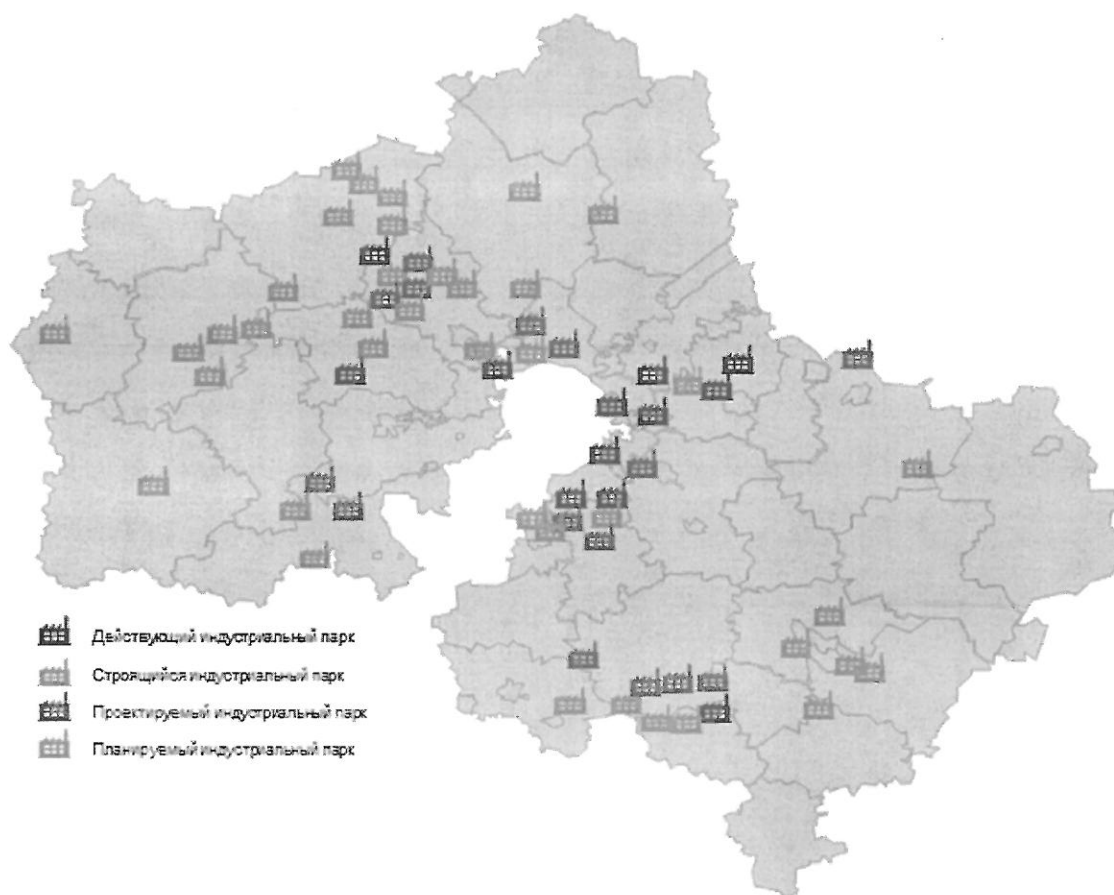 Действующий индустриальный парк
Строящийся индустриальный парк
Проектируемый индустриальный парк
Планируемый индустриальный парк